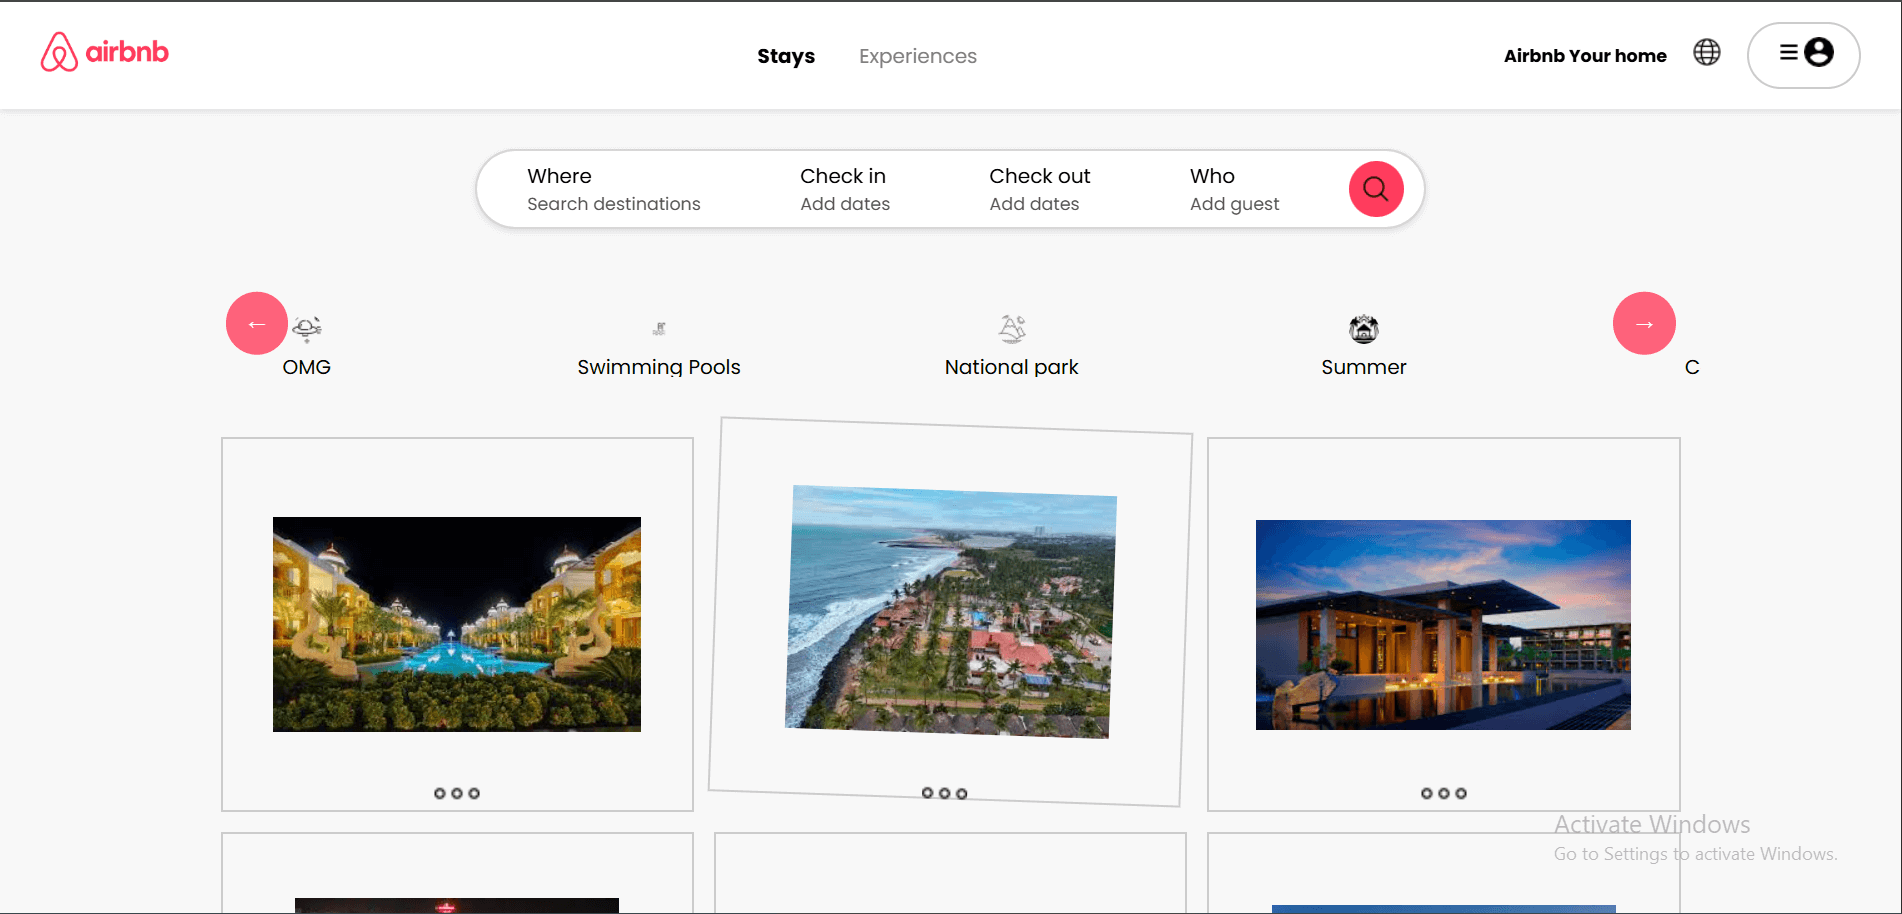 airbnb
Stays
Experiences
Airbnb Your home
Where
Search destinations
Check in
Add dates
Check out
Add dates
Who
Add guest
←
→
OMG
Swimming Pools
National park
Summer
C
Activate Windows
Go to Settings to activate Windows.